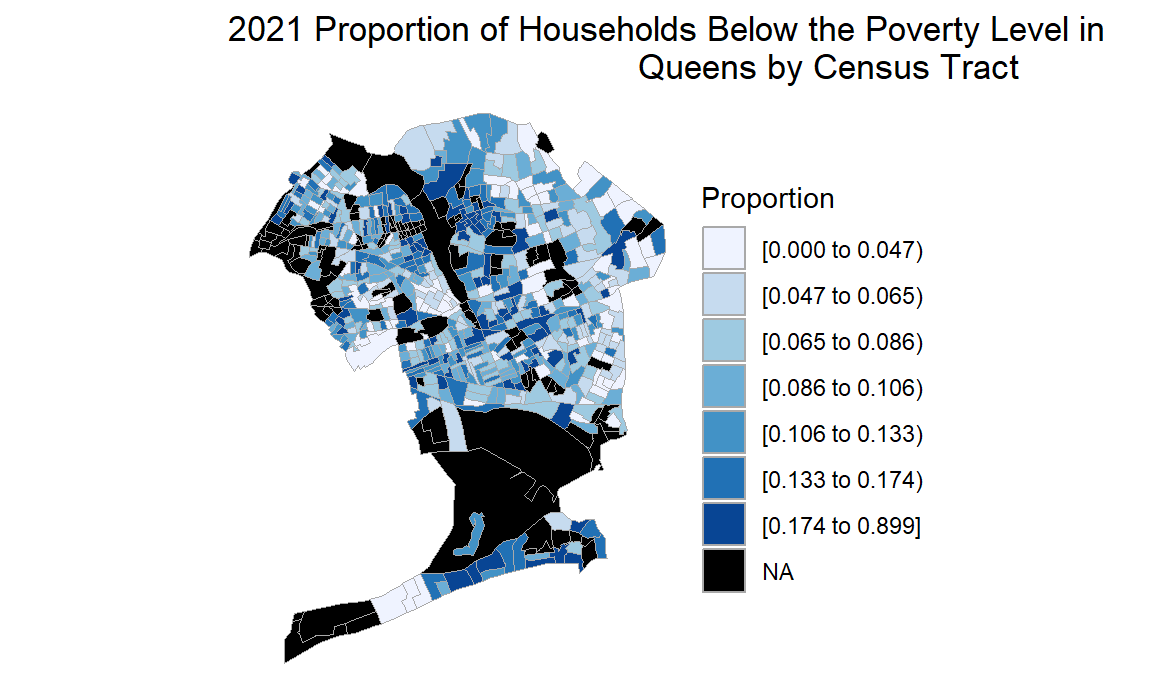 2021 Proportion of Households Below the Poverty Level in
Queens by Census Tract
Proportion
[0.000 to 0.047)
[0.047 to 0.065)
[0.065 to 0.086)
[0.086 to 0.106)
[0.106 to 0.133)
[0.133 to 0.174)
[0.174 to 0.899]
NA